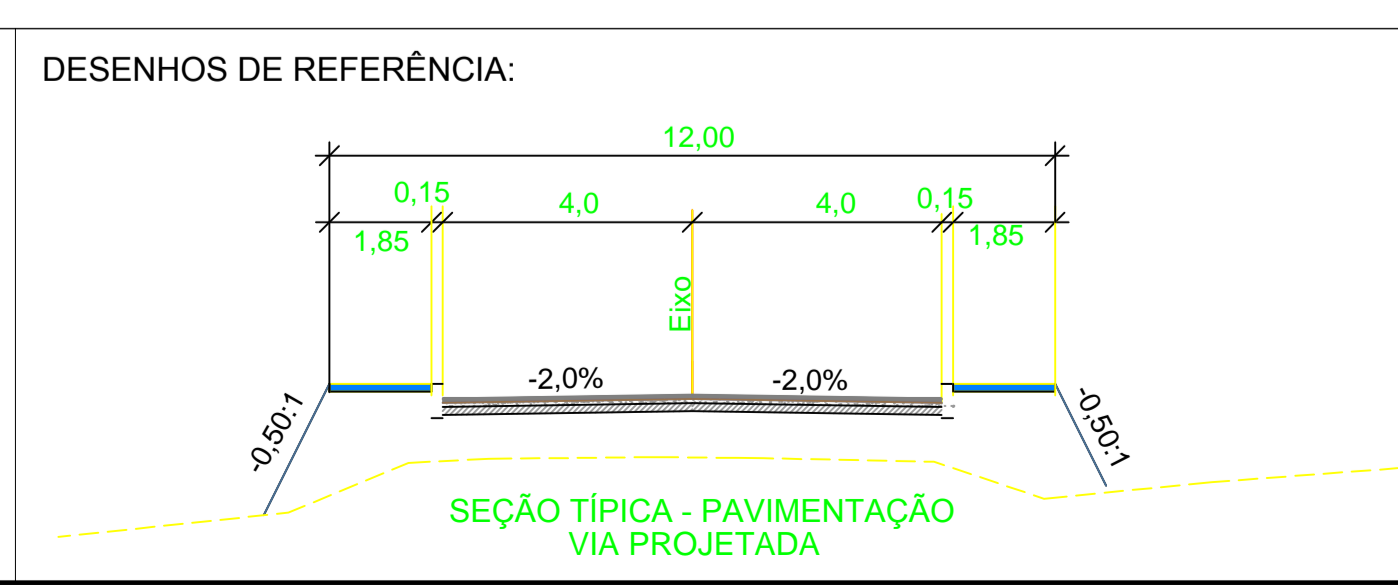 DESENHOS DE REFERÊNCIA:
12,00
0,15
4,0
4,0
0,15
1,85
1,85
Eixo
-2,0%
-2,0%
-0,50:1
-0,50:1
SEÇÃO TÍPICA - PAVIMENTAÇÃO
VIA PROJETADA